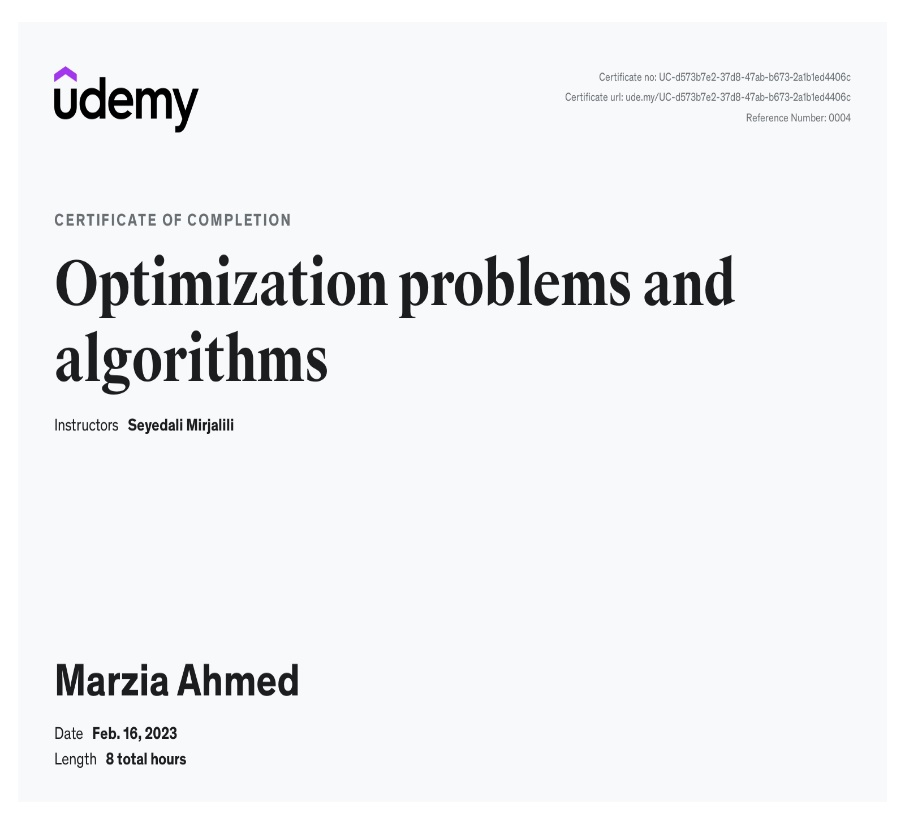 udemy
Certificate no: UC-d573b7e2-37d8-47ab-b673-2a1b1ed4406c
Certificate url: ude.my/UC-d573b7e2-37d8-47ab-b673-2a1b1ed4406c
Reference Number: 0004
CERTIFICATE OF COMPLETION
Optimization problems and
algorithms
Instructors Seyedali Mirjalili
Marzia Ahmed
Date Feb. 16, 2023
Length 8 total hours